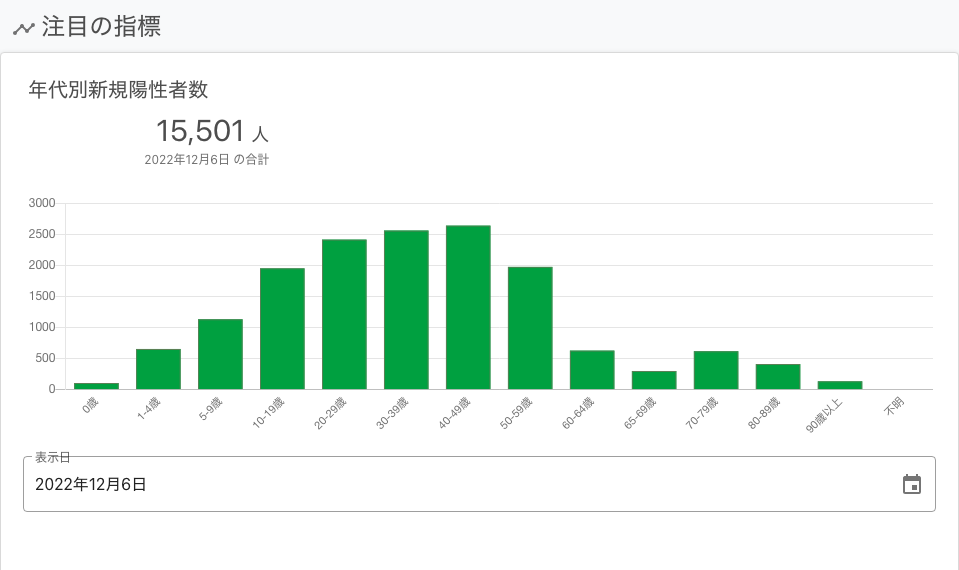 注目の指標
年代別新規陽性者数
15,501 人
2022年12月6日 の合計
3000
2500
2000
1500
1000
500
0
0歳
1-4歳
5-9歳
10-19歳
20-29歳
30-39歳
40-49歳
50-59歳
60-64歳
65-69歳
70-79歳
80-89歳
90歳以上
不明
表示日
2022年12月6日